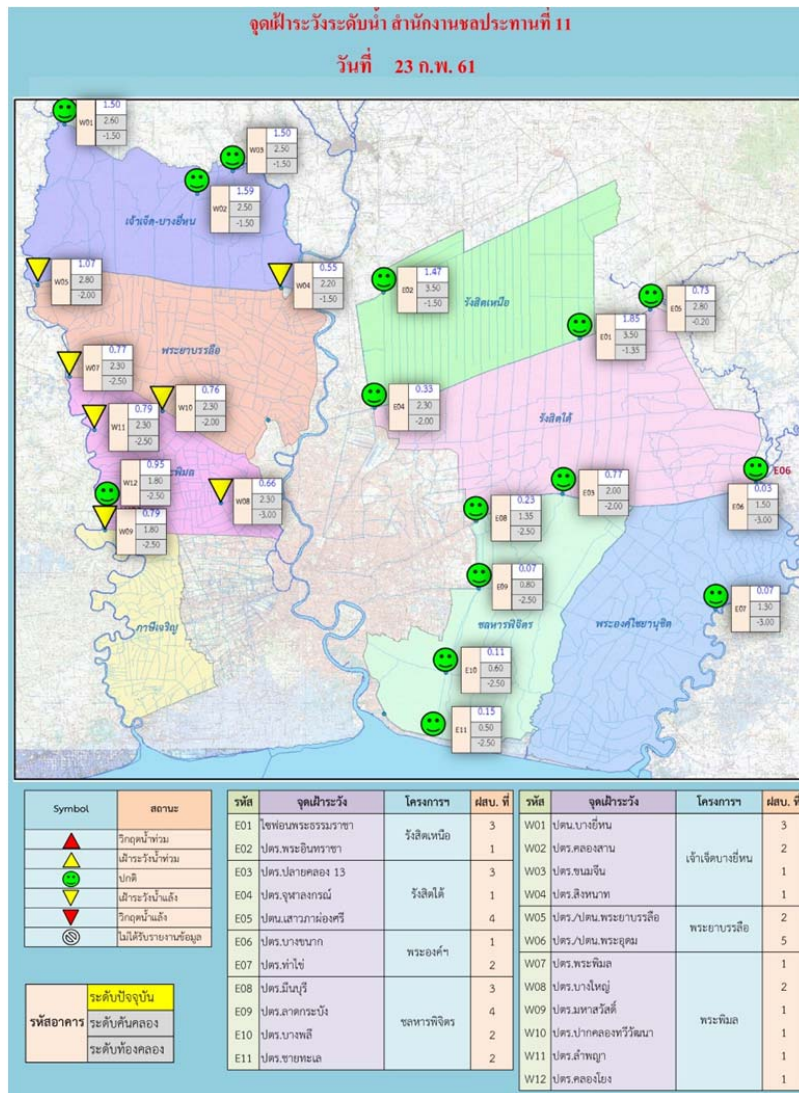 จุดเฝ้าระวังระดับน้ำ สำนักงานชลประทานที่ 11
วันที่ 23 ก.พ. 61
W01 1.50 2.60 -1.50
W03 1.50 2.50 -1.50
W02 1.59 2.50 -1.50
เจ้าเจ็ด-บางยี่หน
W05 1.07 2.80 -2.00
W04 0.55 2.20 -1.50
E02 1.47 3.50 -1.50
รังสิตเหนือ
E05 0.73 2.80 -0.20
E01 1.85 3.50 -1.35
พระยาบรรลือ
W07 0.77 2.30 -2.50
W10 0.76 2.30 -2.00
E04 0.33 2.30 -2.00
รังสิตใต้
W11 0.79 2.30 -2.50
W12 0.95 1.80 -2.50
W08 0.66 2.30 -3.00
E03 0.77 2.00 -2.00
E06
E06 0.03 1.50 -3.00
E08 0.23 1.35 -2.50
W09 0.79 1.80 -2.50
E09 0.07 0.80 -2.50
E07 0.07 1.30 -3.00
ภาษีเจริญ
ชลหารพิจิตร
พระองค์ไชยานุชิต
E10 0.11 0.60 -2.50
E11 0.15 0.50 -2.50
Symbol สถานะ
วิกฤตน้ำท่วม
เฝ้าระวังน้ำท่วม
ปกติ
เฝ้าระวังน้ำแล้ง
วิกฤตน้ำแล้ง
ไม่ได้รับรายงานข้อมูล
รหัสอาคาร
ระดับปัจจุบัน
ระดับคันคลอง
ระดับท้องคลอง
รหัส จุดเฝ้าระวัง โครงการฯ ฝสบ. ที่
E01 ไซฟอนพระธรรมราชา รังสิตเหนือ 3
E02 ปตร.พระอินทราชา 1
E03 ปตร.ปลายคลอง 13 รังสิตใต้ 3
E04 ปตร.จุฬาลงกรณ์ 1
E05 ปตน.เสาวภาผ่องศรี 4
E06 ปตร.บางขนาก พระองค์ฯ 1
E07 ปตร.ท่าไข่ 2
E08 ปตร.มีนบุรี ชลหารพิจิตร 3
E09 ปตร.ลาดกระบัง 4
E10 ปตร.บางพลี 2
E11 ปตร.ชายทะเล 2
รหัส จุดเฝ้าระวัง โครงการฯ ฝสบ. ที่
W01 ปตน.บางยี่หน เจ้าเจ็ดบางยี่หน 3
W02 ปตร.คลองสาน 2
W03 ปตร.ขนมจีน 1
W04 ปตร.สิงหนาท 1
W05 ปตร./ปตน.พระยาบรรลือ พระยาบรรลือ 2
W06 ปตร./ปตน.พระอุดม 5
W07 ปตร.พระพิมล พระพิมล 1
W08 ปตร.บางใหญ่ 2
W09 ปตร.มหาสวัสดิ์ 1
W10 ปตร.ปากคลองทวีวัฒนา 1
W11 ปตร.ลำพญา 1
W12 ปตร.คลองโยง 1